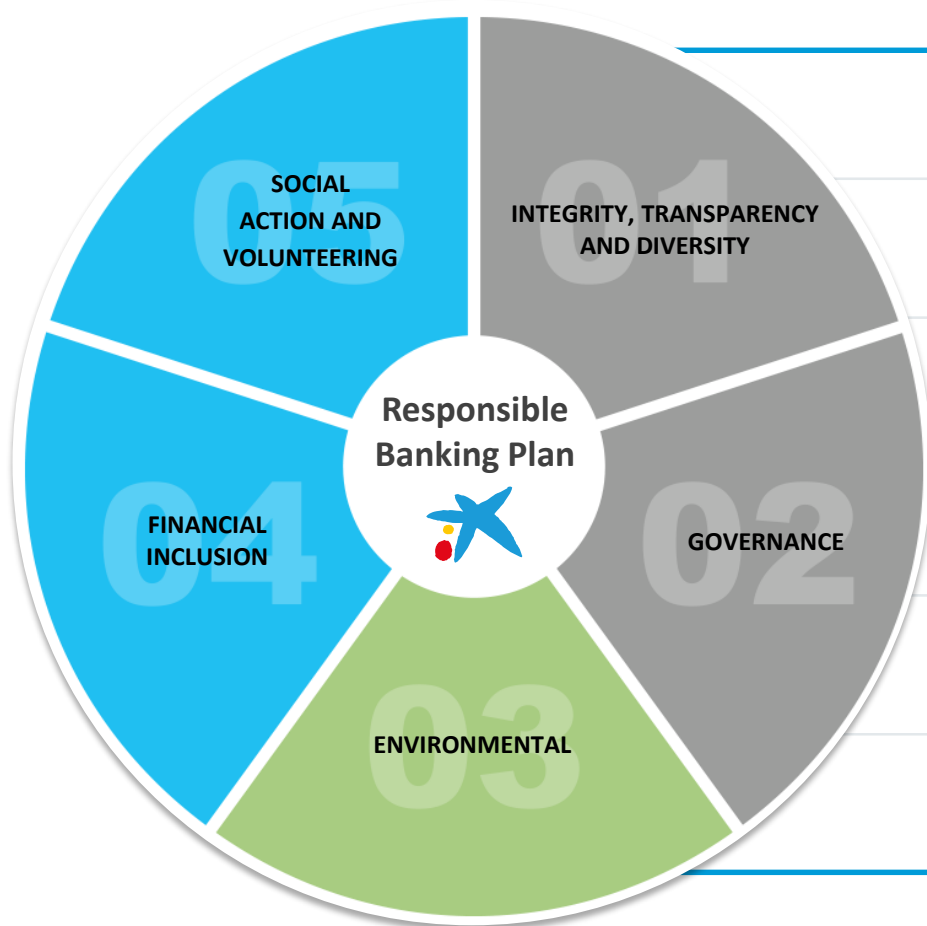 01
INTEGRITY, TRANSPARENCY
AND DIVERSITY
02
GOVERNANCE
03
ENVIRONMENTAL
04
FINANCIAL
INCLUSION
05
SOCIAL
ACTION AND
VOLUNTEERING
Responsible
Banking Plan